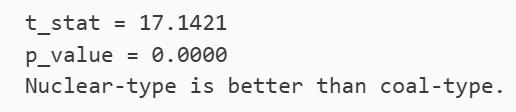 t_stat = 17.1421
p_value = 0.0000
Nuclear-type is better than coal-type.